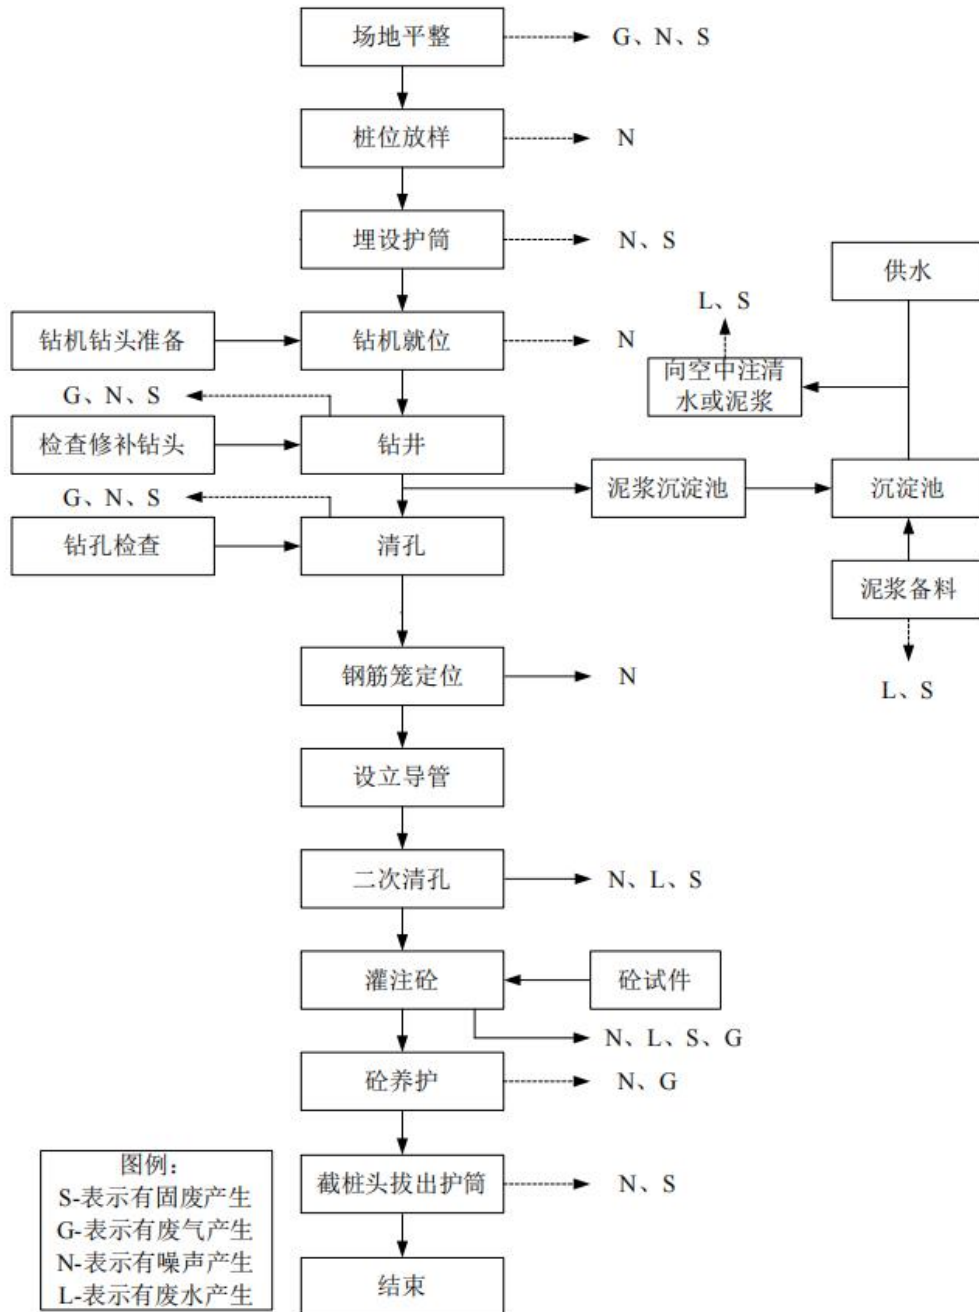 场地平整
G、N、S
桩位放样
N
埋设护筒
N、S
供水
L、S
钻机钻头准备
钻机就位
N
向空中注清
水或泥浆
G、N、S
检查修补钻头
钻井
泥浆沉淀池
沉淀池
G、N、S
钻孔检查
清孔
泥浆备料
钢筋笼定位
N
L、S
设立导管
二次清孔
N、L、S
灌注砼
砼试件
N、L、S、G
砼养护
N、G
截桩头拔出护筒
N、S
结束
图例：
S-表示有固废产生
G-表示有废气产生
N-表示有噪声产生
L-表示有废水产生